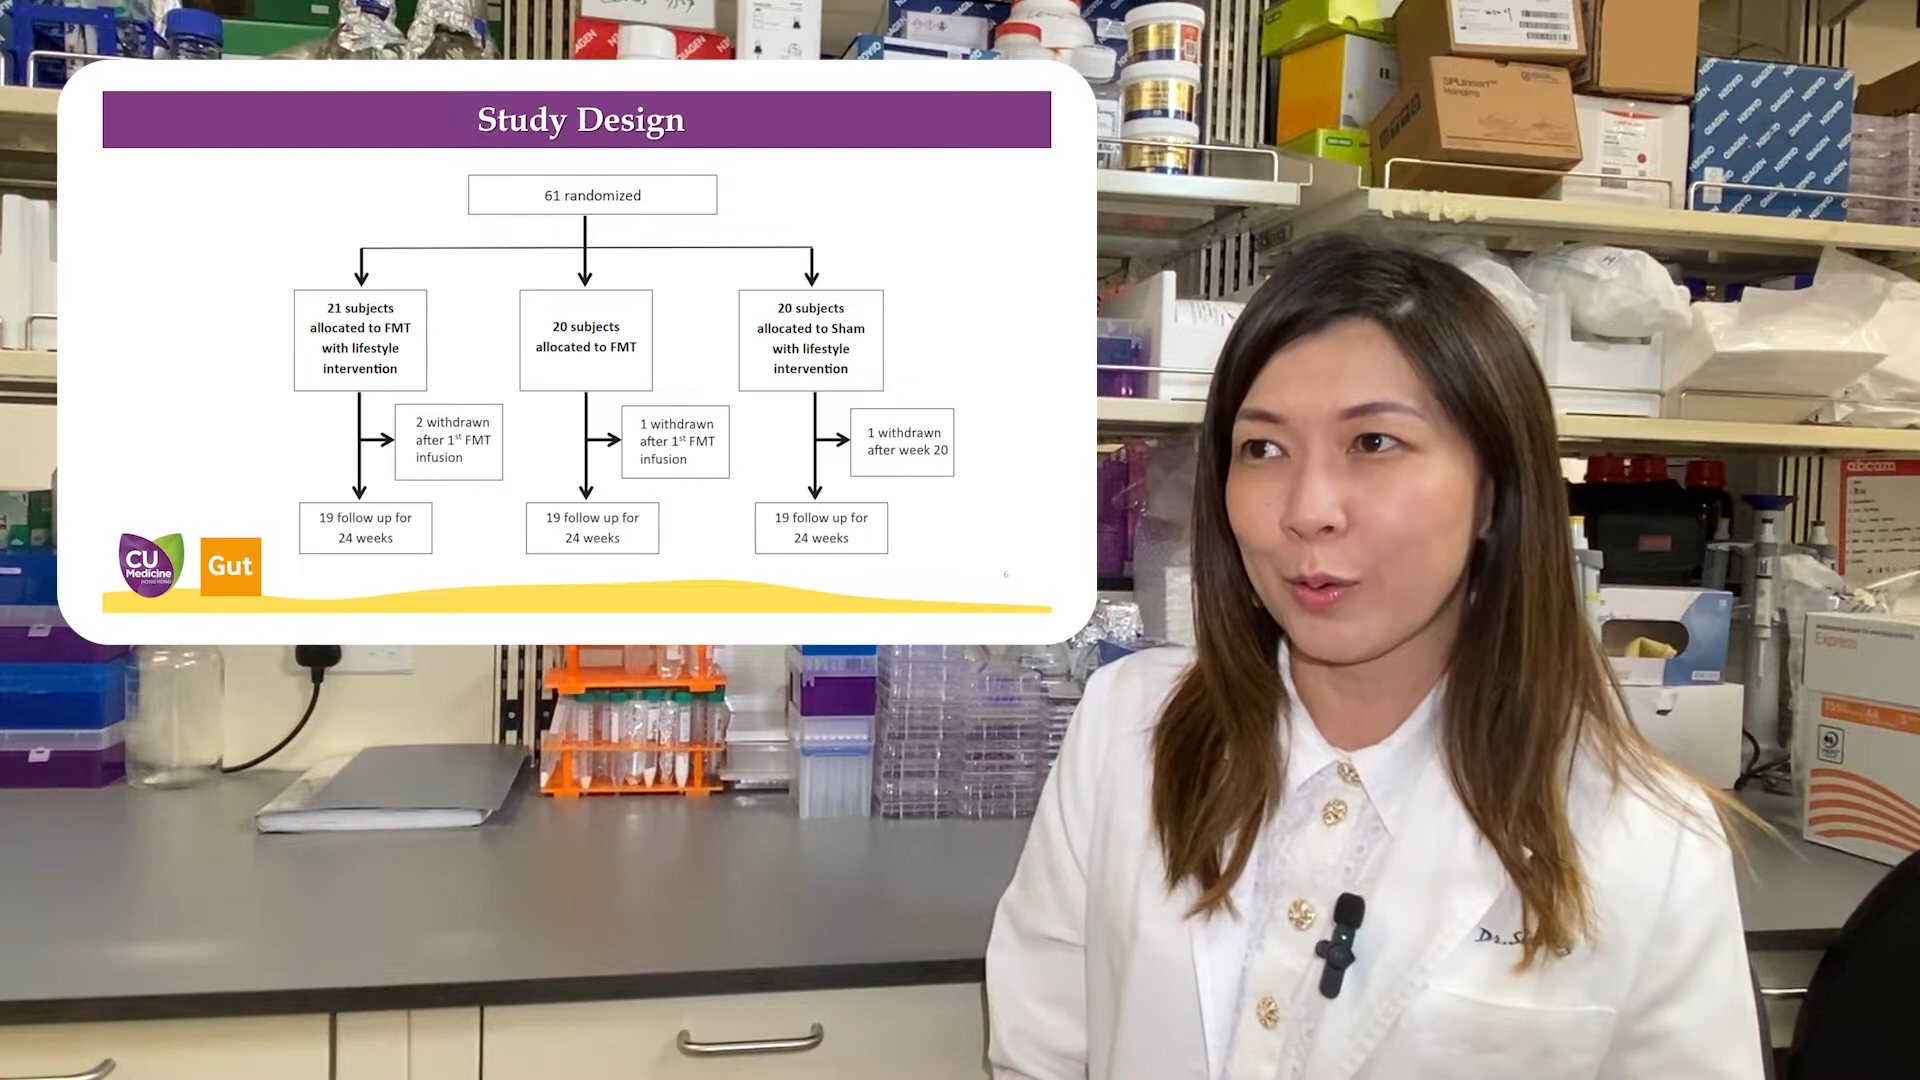 Study Design
61 randomized
21 subjects
allocated to FMT
with lifestyle
intervention
20 subjects
allocated to FMT
20 subjects
allocated to Sham
with lifestyle
intervention
2 withdrawn
after 1st FMT
infusion
1 withdrawn
after 1st FMT
infusion
1 withdrawn
after week 20
19 follow up for
24 weeks
19 follow up for
24 weeks
19 follow up for
24 weeks
CU
Medicine
HONG KONG
Gut
6
QIAGEN
abcam
Express
Dr.